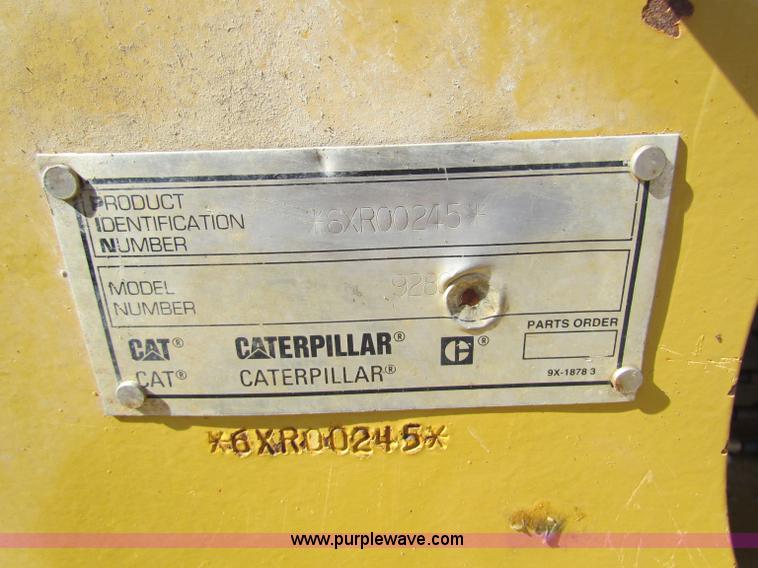 PRODUCT
IDENTIFICATION
NUMBER
*6XR00245*
MODEL
NUMBER
CAT® CATERPILLAR® C®
CAT® CATERPILLAR®
PARTS ORDER
9X-1878 3
*6XR00245*
www.purplewave.com